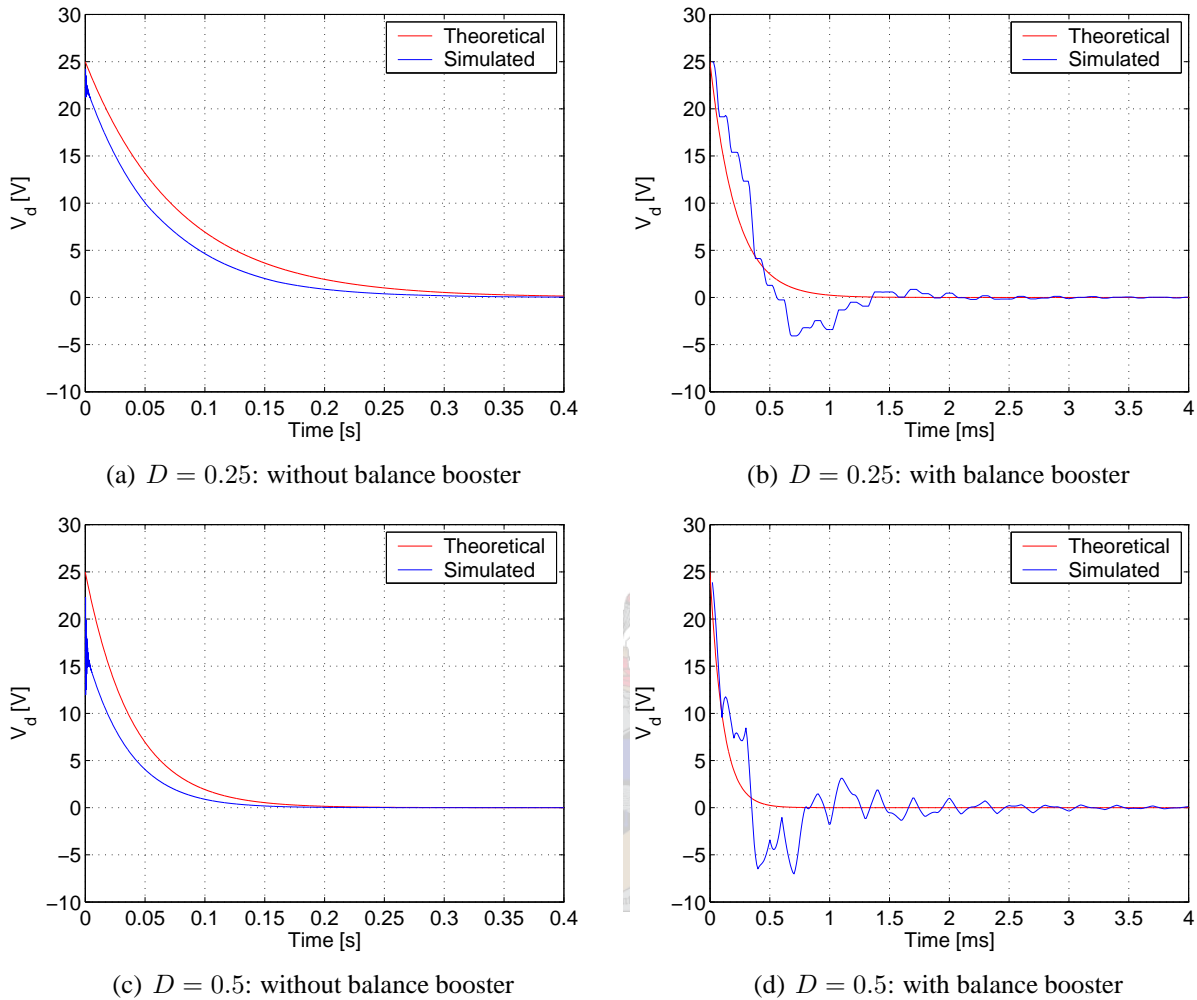 30
25
20
15
10
5
0
−5
−10
V_d [V]
Theoretical
Simulated
0 0.05 0.1 0.15 0.2 0.25 0.3 0.35 0.4
Time [s]
(a) D = 0.25: without balance booster
30
25
20
15
10
5
0
−5
−10
V_d [V]
Theoretical
Simulated
0 0.5 1 1.5 2 2.5 3 3.5 4
Time [ms]
(b) D = 0.25: with balance booster
30
25
20
15
10
5
0
−5
−10
V_d [V]
Theoretical
Simulated
0 0.05 0.1 0.15 0.2 0.25 0.3 0.35 0.4
Time [s]
(c) D = 0.5: without balance booster
30
25
20
15
10
5
0
−5
−10
V_d [V]
Theoretical
Simulated
0 0.5 1 1.5 2 2.5 3 3.5 4
Time [ms]
(d) D = 0.5: with balance booster